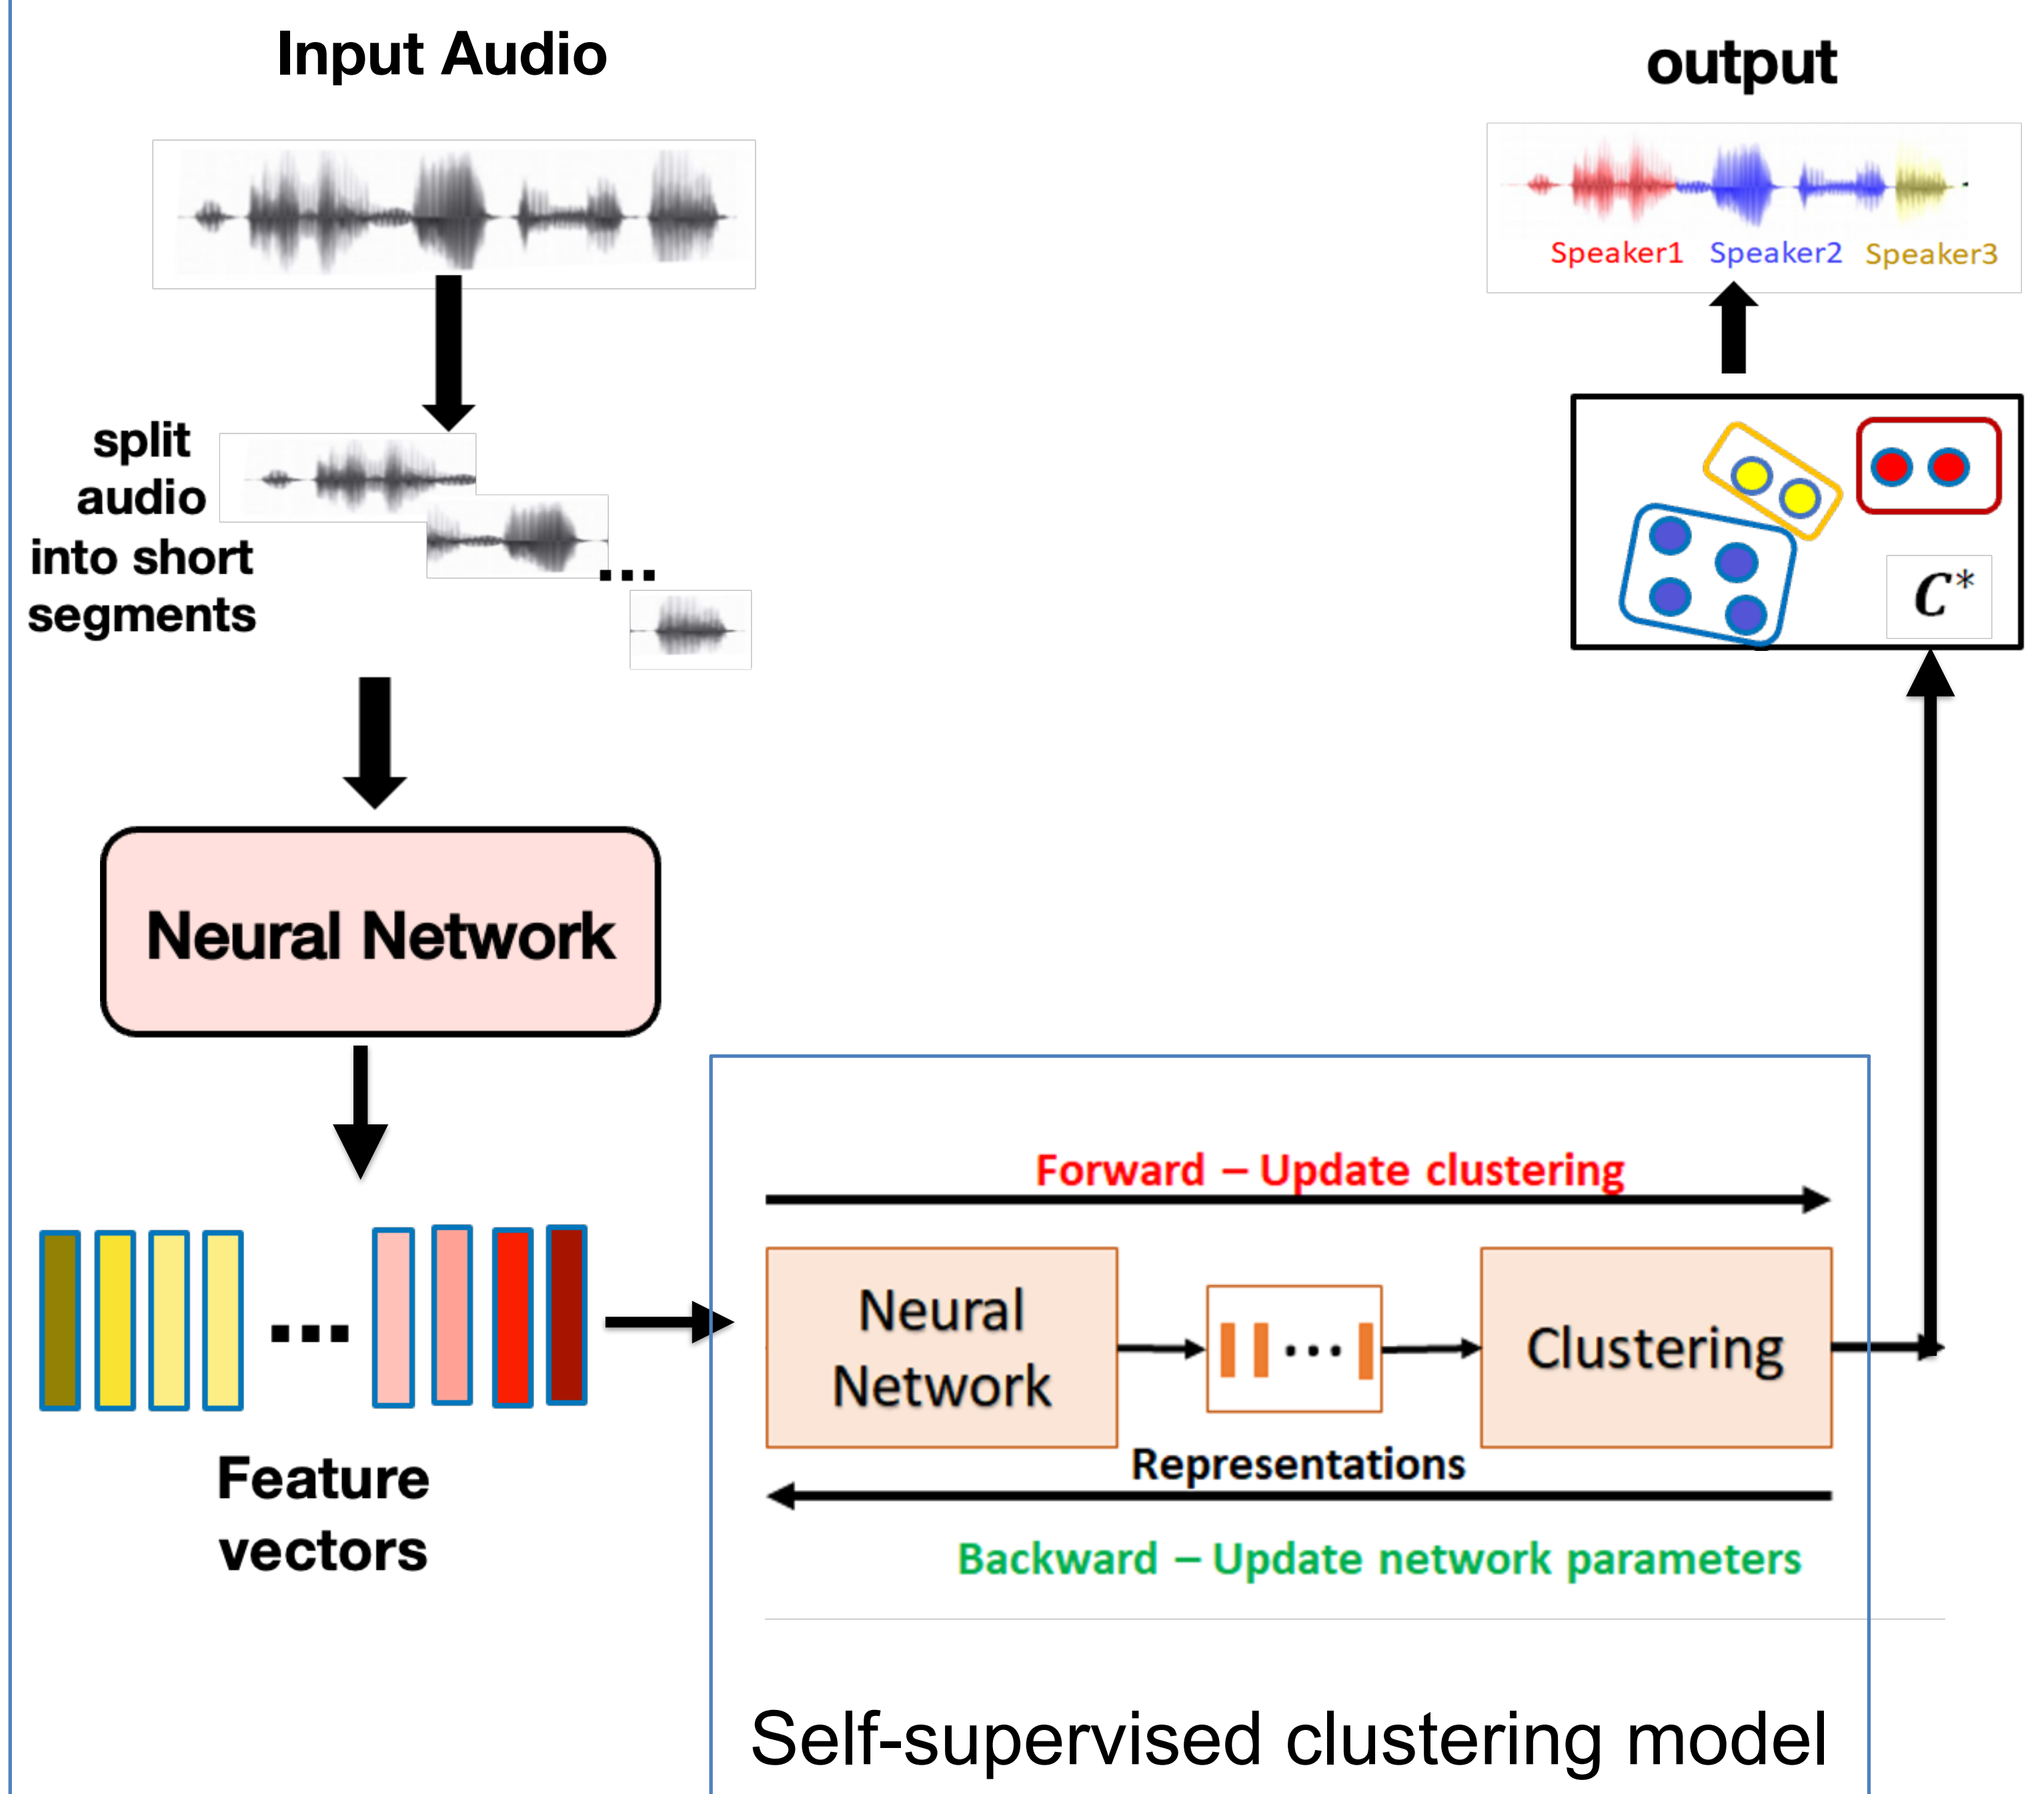 Input Audio
output
Speaker1 Speaker2 Speaker3
split
audio
into short
segments
...
C*
Neural Network
...
Feature
vectors
Forward – Update clustering
Neural
Network
...
Clustering
Representations
Backward – Update network parameters
Self-supervised clustering model